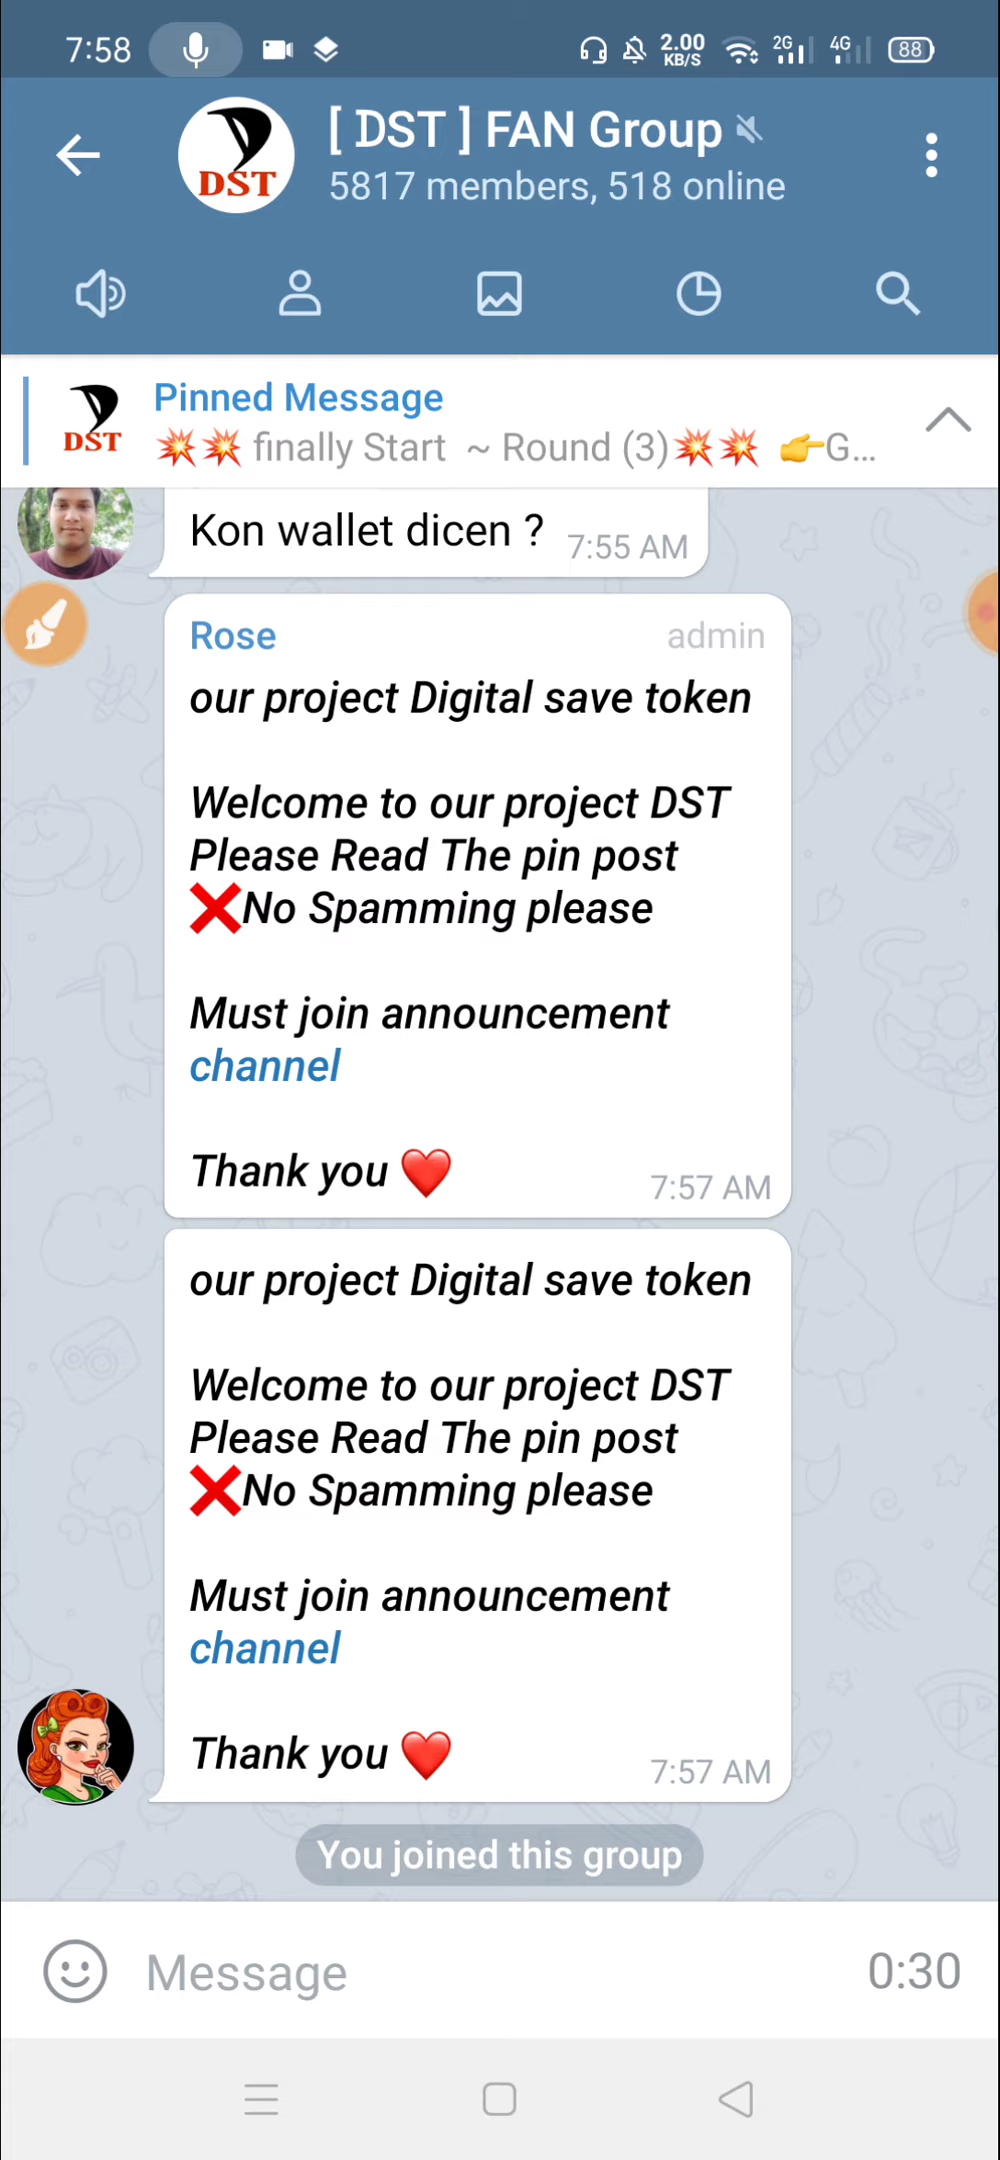 7:58 2.00 KB/S 2G 4G 88
[ DST ] FAN Group
DST
5817 members, 518 online
Pinned Message
DST
💥💥 finally Start ~ Round (3)💥💥 👉G...
Kon wallet dicen ? 7:55 AM
Rose admin
our project Digital save token
Welcome to our project DST
Please Read The pin post
❌No Spamming please
Must join announcement
channel
Thank you ❤️ 7:57 AM
our project Digital save token
Welcome to our project DST
Please Read The pin post
❌No Spamming please
Must join announcement
channel
Thank you ❤️ 7:57 AM
You joined this group
Message 0:30